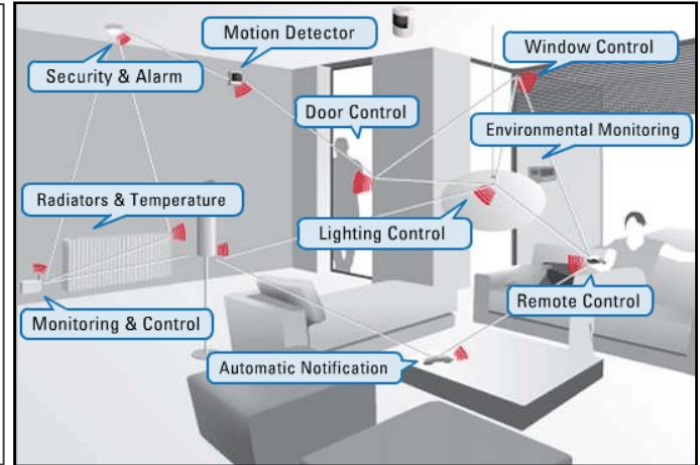 Motion Detector
Window Control
Security & Alarm
Door Control
Environmental Monitoring
Radiators & Temperature
Lighting Control
Remote Control
Monitoring & Control
Automatic Notification